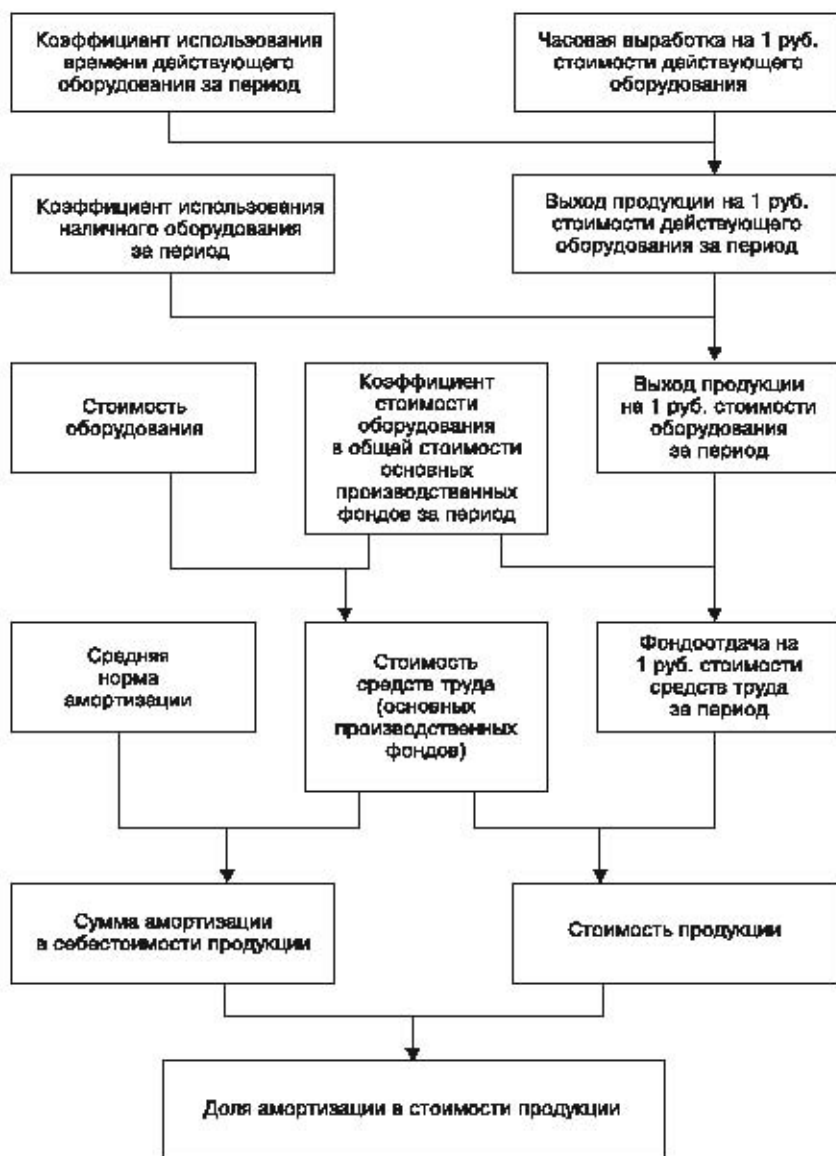 Коэффициент использования
времени действующего
оборудования за период
Часовая выработка на 1 руб.
стоимости действующего
оборудования
Коэффициент использования
наличного оборудования
за период
Выход продукции на 1 руб.
стоимости действующего
оборудования за период
Стоимость
оборудования
Коэффициент
стоимости
оборудования
в общей стоимости
основных
производственных
фондов за период
Выход продукции
на 1 руб. стоимости
оборудования
за период
Средняя
норма
амортизации
Стоимость
средств труда
(основных
производственных
фондов)
Фондоотдача на
1 руб. стоимости
средств труда
за период
Сумма амортизации
в себестоимости продукции
Стоимость продукции
Доля амортизации в стоимости продукции